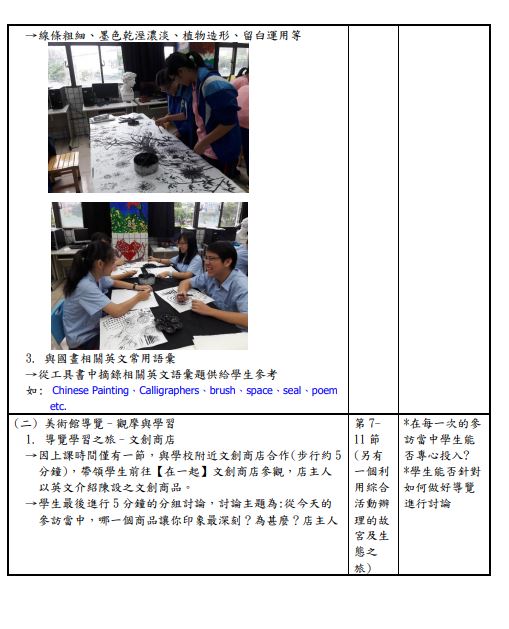 →線條粗細、墨色乾溼濃淡、植物造形、留白運用等
3. 與國畫相關英文常用語彙
→從工具書中摘錄相關英文語彙題供給學生參考
如: Chinese Painting、Calligraphers、brush、space、seal、poem
etc.
(二) 美術館導覽–觀摩與學習
1. 導覽學習之旅–文創商店
→因上課時間僅有一節，與學校附近文創商店合作(步行約 5
分鐘)，帶領學生前往【在一起】文創商店參觀，店主人
以英文介紹陳設之文創商品。
→學生最後進行 5 分鐘的分組討論，討論主題為:從今天的
參訪當中，哪一個商品讓你印象最深刻？為甚麼？店主人
第 7-
11 節
(另有
一個利
用綜合
活動辦
理的故
宮及生
態之
旅)
*在每一次的參
訪當中學生能
否專心投入?
*學生能否針對
如何做好導覽
進行討論